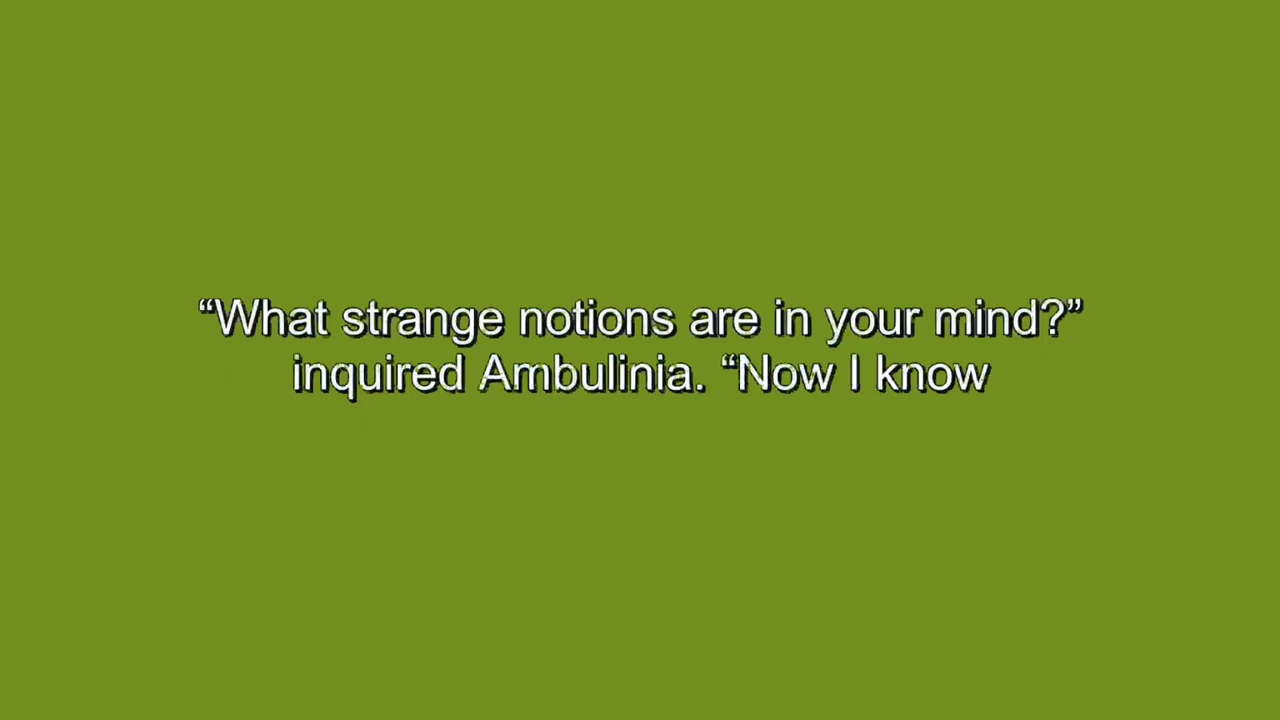 “What strange notions are in your mind?”
inquired Ambulinia. “Now I know